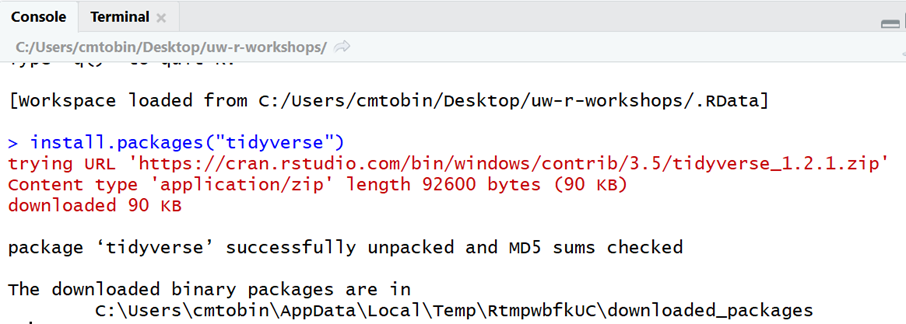 Console Terminal
C:/Users/cmtobin/Desktop/uw-r-workshops/
Type 'q()' to quit R.
[Workspace loaded from C:/Users/cmtobin/Desktop/uw-r-workshops/.RData]
> install.packages("tidyverse")
trying URL 'https://cran.rstudio.com/bin/windows/contrib/3.5/tidyverse_1.2.1.zip'
Content type 'application/zip' length 92600 bytes (90 KB)
downloaded 90 KB
package ‘tidyverse’ successfully unpacked and MD5 sums checked
The downloaded binary packages are in
C:\Users\cmtobin\AppData\Local\Temp\RtmpwbfkUC\downloaded_packages